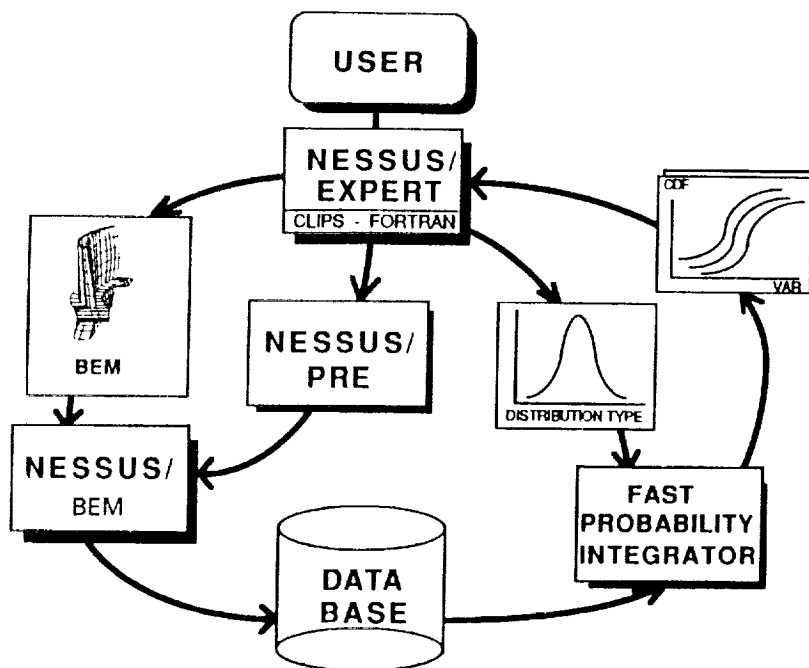 USER
NESSUS/
EXPERT
CLIPS - FORTRAN
CDF
VAR
BEM
NESSUS/
PRE
DISTRIBUTION TYPE
NESSUS/
BEM
FAST
PROBABILITY
INTEGRATOR
DATA
BASE